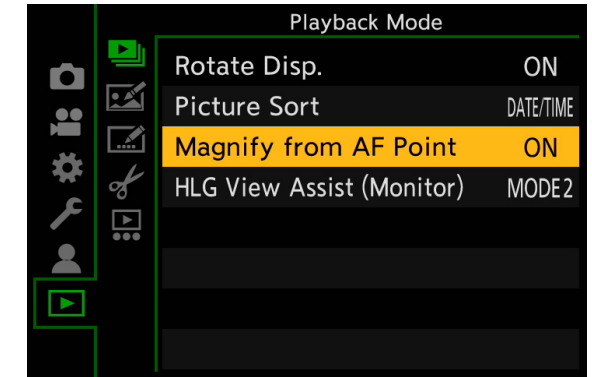 Playback Mode
Rotate Disp. ON
Picture Sort DATE/TIME
Magnify from AF Point ON
HLG View Assist (Monitor) MODE2